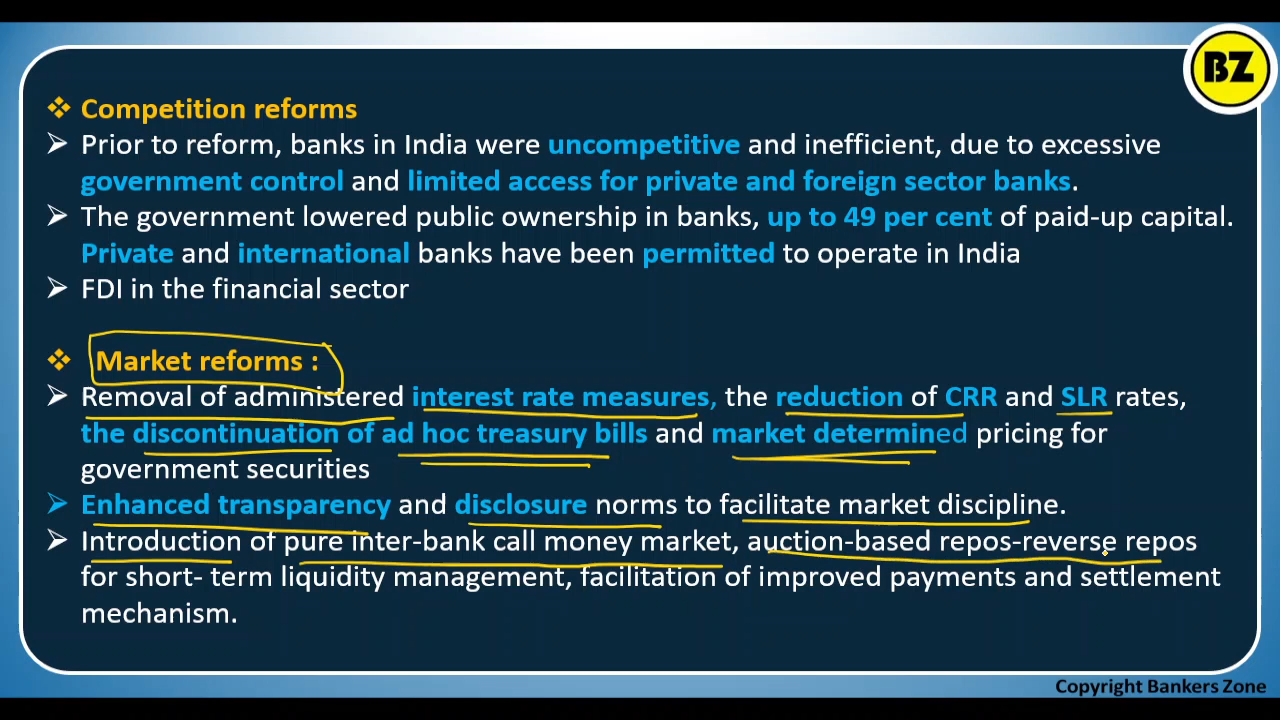 BZ
❖ Competition reforms
➢ Prior to reform, banks in India were uncompetitive and inefficient, due to excessive
government control and limited access for private and foreign sector banks.
➢ The government lowered public ownership in banks, up to 49 per cent of paid-up capital.
Private and international banks have been permitted to operate in India
➢ FDI in the financial sector
❖ Market reforms :
➢ Removal of administered interest rate measures, the reduction of CRR and SLR rates,
the discontinuation of ad hoc treasury bills and market determined pricing for
government securities
➢ Enhanced transparency and disclosure norms to facilitate market discipline.
➢ Introduction of pure inter-bank call money market, auction-based repos-reverse repos
for short- term liquidity management, facilitation of improved payments and settlement
mechanism.
Copyright Bankers Zone